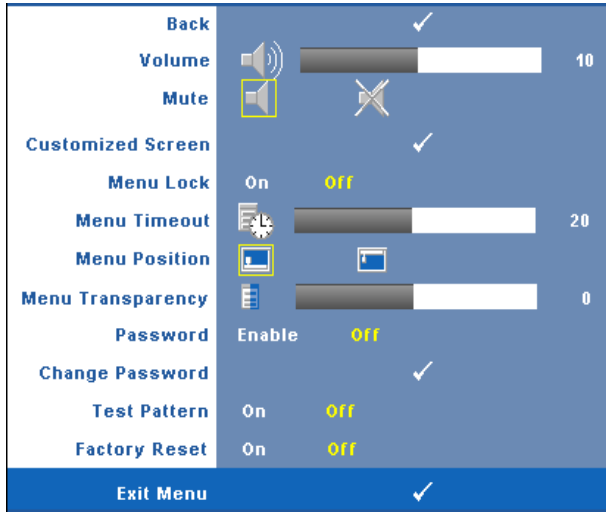 Back
Volume 10
Mute
Customized Screen
Menu Lock On Off
Menu Timeout 20
Menu Position
Menu Transparency 0
Password Enable Off
Change Password
Test Pattern On Off
Factory Reset On Off
Exit Menu